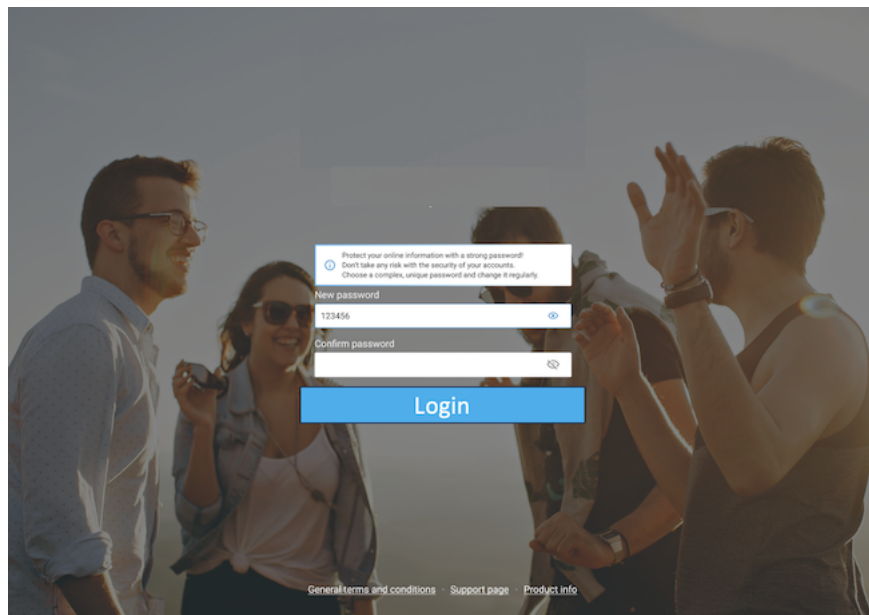 Protect your online information with a strong password!
Don't take any risk with the security of your accounts.
Choose a complex, unique password and change it regularly.
New password
123456
Confirm password
Login
General terms and conditions · Support page · Product info